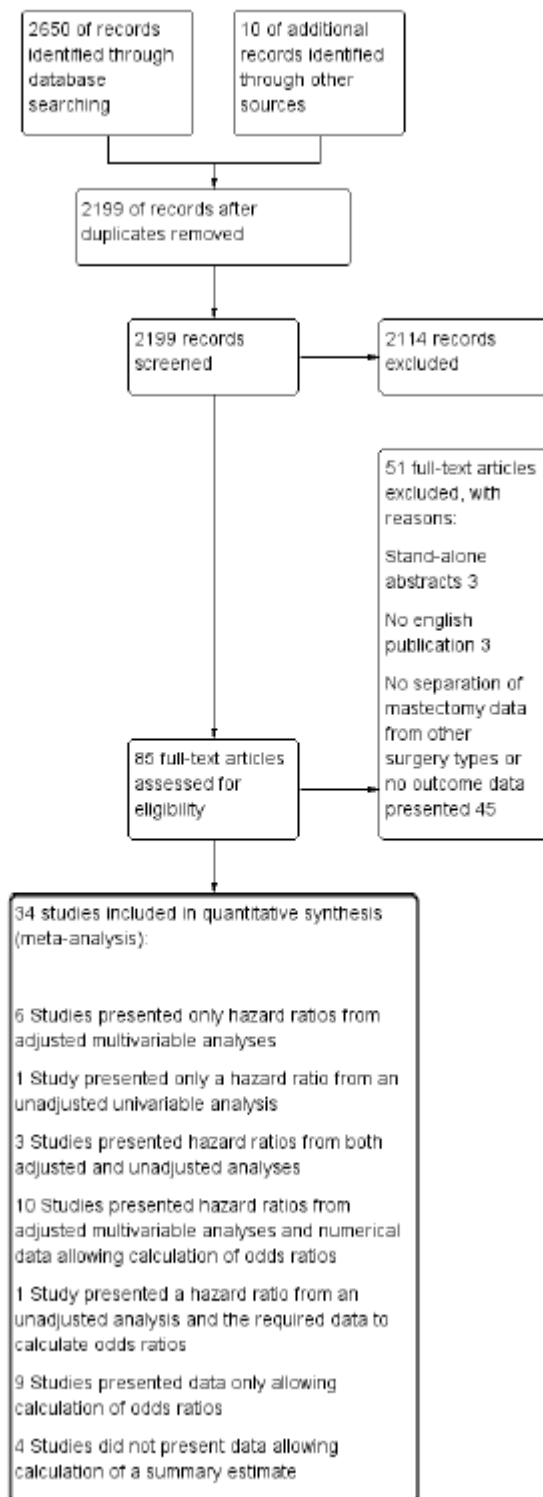 2650 of records
identified through
database
searching
10 of additional
records identified
through other
sources
2199 of records after
duplicates removed
2199 records
screened
2114 records
excluded
51 full-text articles
excluded, with
reasons:
Stand-alone
abstracts 3
No english
publication 3
No separation of
mastectomy data
from other
surgery types or
no outcome data
presented 45
85 full-text articles
assessed for
eligibility
34 studies included in quantitative synthesis
(meta-analysis):
6 Studies presented only hazard ratios from
adjusted multivariable analyses
1 Study presented only a hazard ratio from an
unadjusted univariable analysis
3 Studies presented hazard ratios from both
adjusted and unadjusted analyses
10 Studies presented hazard ratios from
adjusted multivariable analyses and numerical
data allowing calculation of odds ratios
1 Study presented a hazard ratio from an
unadjusted analysis and the required data to
calculate odds ratios
9 Studies presented data only allowing
calculation of odds ratios
4 Studies did not present data allowing
calculation of a summary estimate